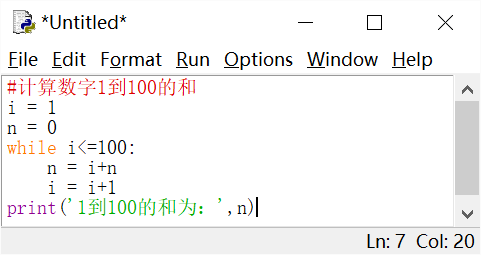 *Untitled*
File Edit Format Run Options Window Help
#计算数字1到100的和
i = 1
n = 0
while i<=100:
    n = i+n
    i = i+1
print('1到100的和为：',n)
Ln: 7 Col: 20